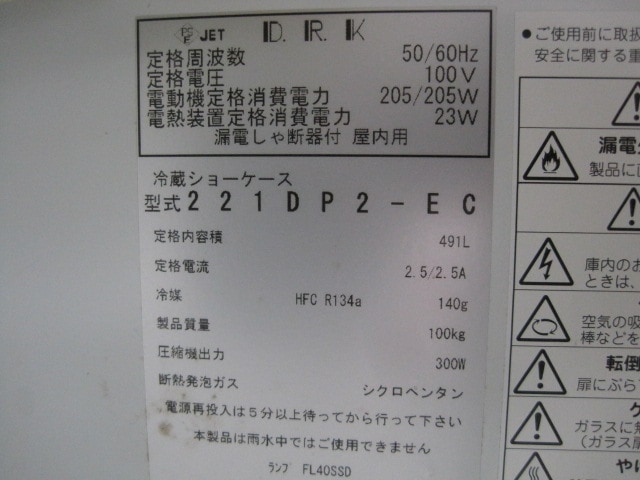 PS E JET D.R.K
定格周波数 50/60Hz
定格電圧 100V
電動機定格消費電力 205/205W
電熱装置定格消費電力 23W
漏電しゃ断器付 屋内用
冷蔵ショーケース
型式 221DP2-EC
定格内容積 491L
定格電流 2.5/2.5A
冷媒 HFC R134a 140g
製品質量 100kg
圧縮機出力 300W
断熱発泡ガス シクロペンタン
電源再投入は5分以上待ってから行って下さい
本製品は雨水中ではご使用できません
ﾗﾝﾌﾟ FL40SSD
●ご使用前に取扱
安全に関する重
漏電
製品に
庫内のお
ときは、
空気の吸
棒などを
転倒
扉にぶら
ガラスに
(ガラス扉
やけ